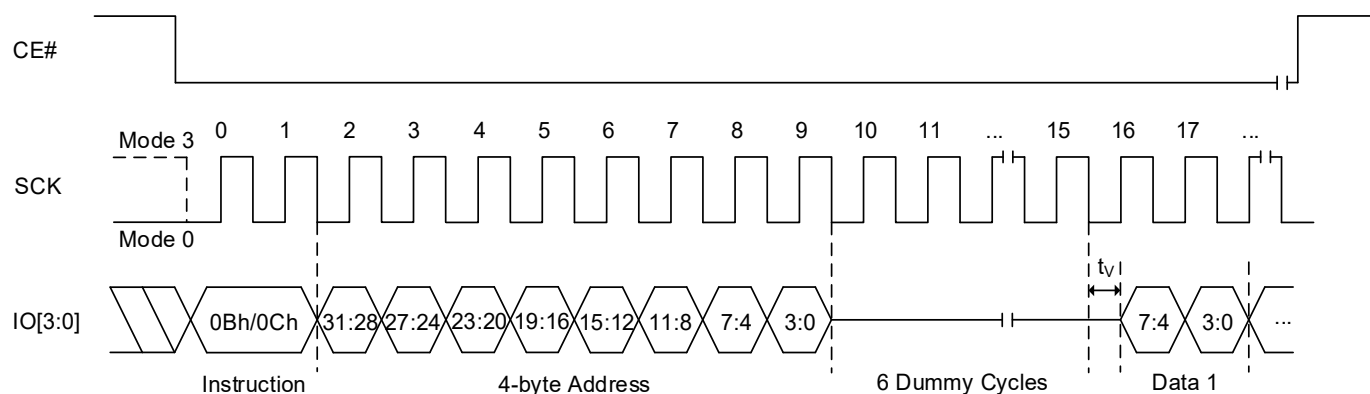 CE#
0 1 2 3 4 5 6 7 8 9 10 11 ... 15 16 17 ...
Mode 3
SCK
Mode 0
tV
IO[3:0] 0Bh/0Ch 31:28 27:24 23:20 19:16 15:12 11:8 7:4 3:0 7:4 3:0 ...
Instruction 4-byte Address 6 Dummy Cycles Data 1